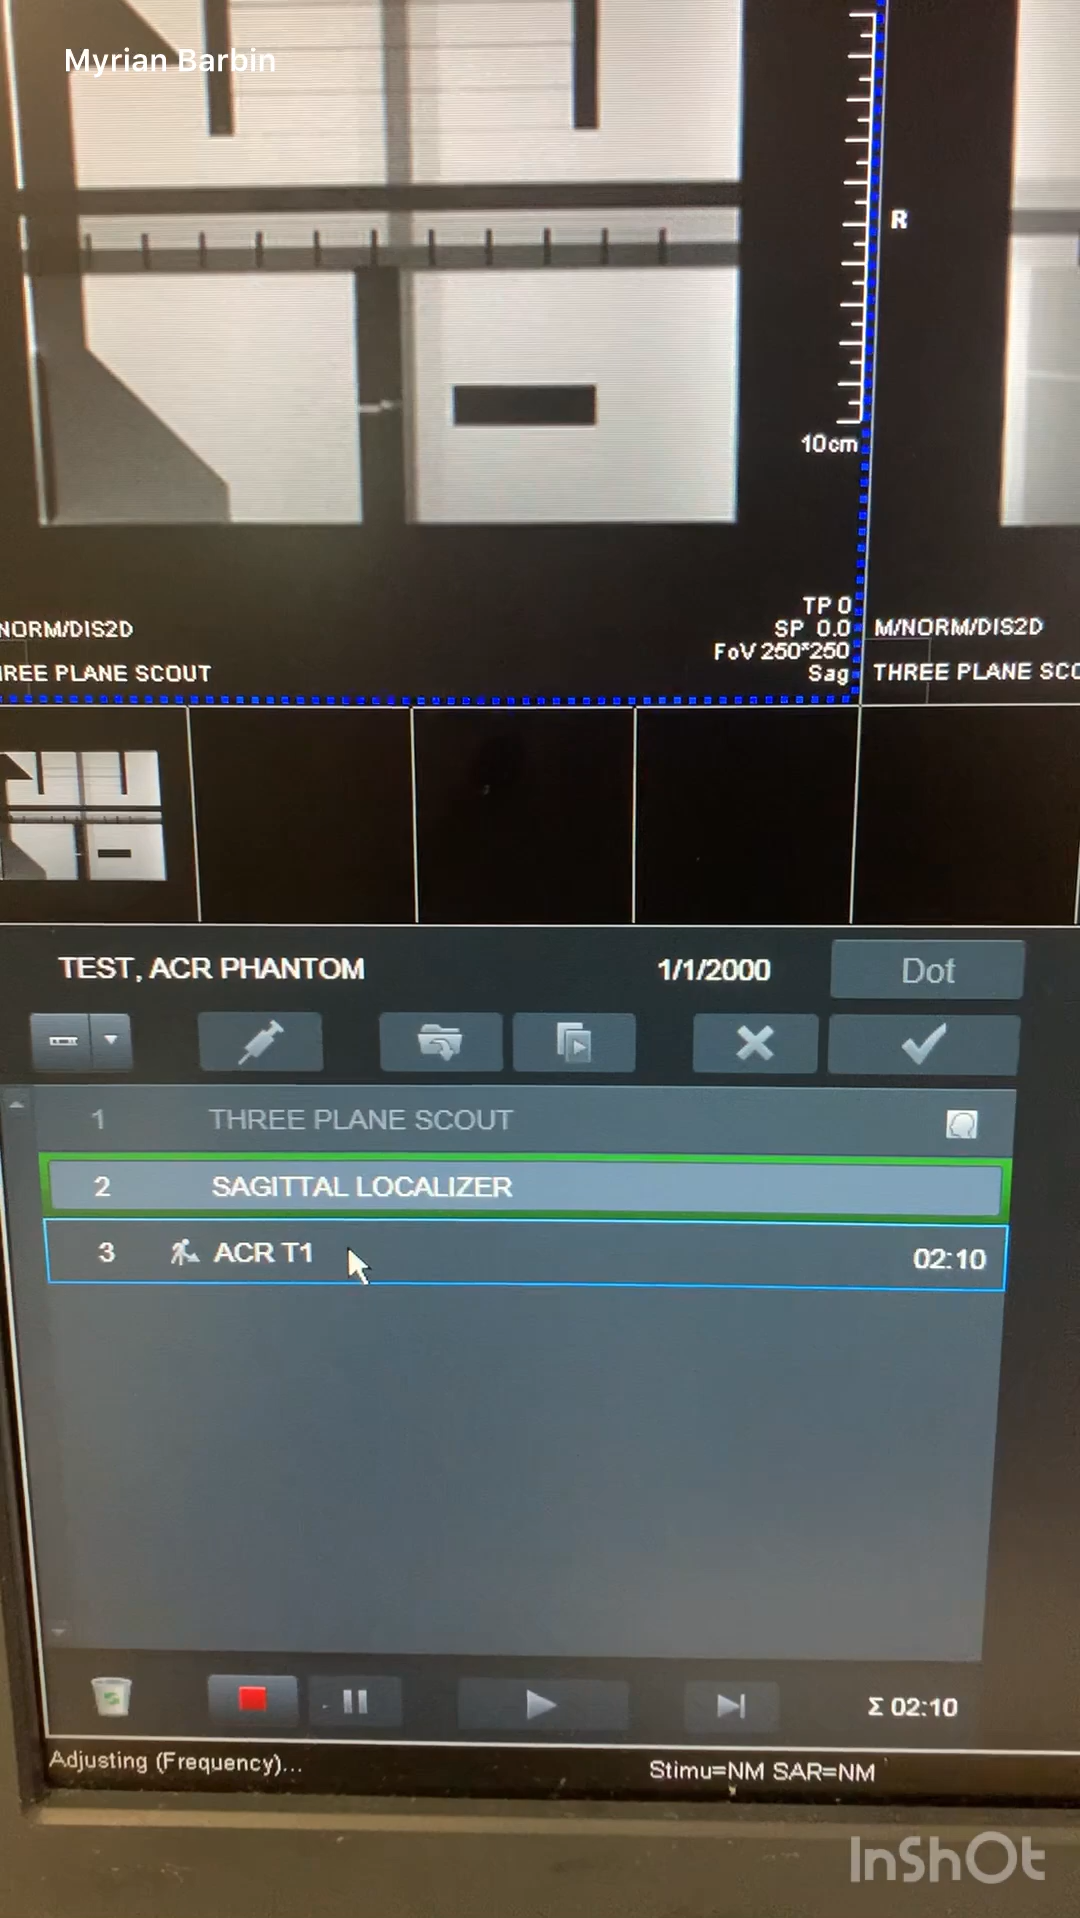 Myrian Barbin
R
10cm
TP 0
SP 0.0
FoV 250*250
Sag
NORM/DIS2D
REE PLANE SCOUT
M/NORM/DIS2D
THREE PLANE SCO
TEST, ACR PHANTOM
1/1/2000
Dot
1 THREE PLANE SCOUT
2 SAGITTAL LOCALIZER
3 ACR T1 02:10
Σ 02:10
Adjusting (Frequency)...
Stimu=NM SAR=NM
InShOt